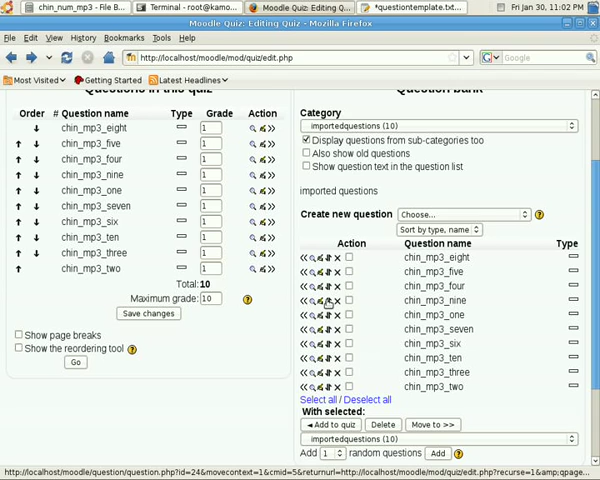 chin_num_mp3 - File B...
Terminal - root@kamo...
Moodle Quiz: Editing Q...
*questiontemplate.txt...
Fri Jan 30, 11:02 PM
Moodle Quiz: Editing Quiz - Mozilla Firefox
File Edit View History Bookmarks Tools Help
http://localhost/moodle/mod/quiz/edit.php
Google
Most Visited
Getting Started
Latest Headlines
Questions in this quiz
Order # Question name Type Grade Action
chin_mp3_eight 1
chin_mp3_five 1
chin_mp3_four 1
chin_mp3_nine 1
chin_mp3_one 1
chin_mp3_seven 1
chin_mp3_six 1
chin_mp3_ten 1
chin_mp3_three 1
chin_mp3_two 1
Total: 10
Maximum grade: 10
Save changes
Show page breaks
Show the reordering tool
Go
Question bank
Category
importedquestions (10)
Display questions from sub-categories too
Also show old questions
Show question text in the question list
imported questions
Create new question Choose...
Sort by type, name
Action Question name Type
chin_mp3_eight
chin_mp3_five
chin_mp3_four
chin_mp3_nine
chin_mp3_one
chin_mp3_seven
chin_mp3_six
chin_mp3_ten
chin_mp3_three
chin_mp3_two
Select all / Deselect all
With selected:
Add to quiz Delete Move to >>
importedquestions (10)
Add 1 random questions Add
http://localhost/moodle/question/question.php?id=24&movecontext=1&cmid=5&returnurl=http://localhost/moodle/mod/quiz/edit.php?recurse=1&amp;qpage...